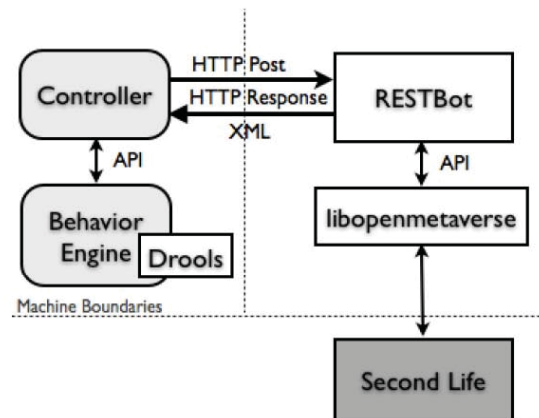 HTTP Post
Controller
HTTP Response
RESTBot
XML
API
API
Behavior
Engine
Drools
libopenmetaverse
Machine Boundaries
Second Life